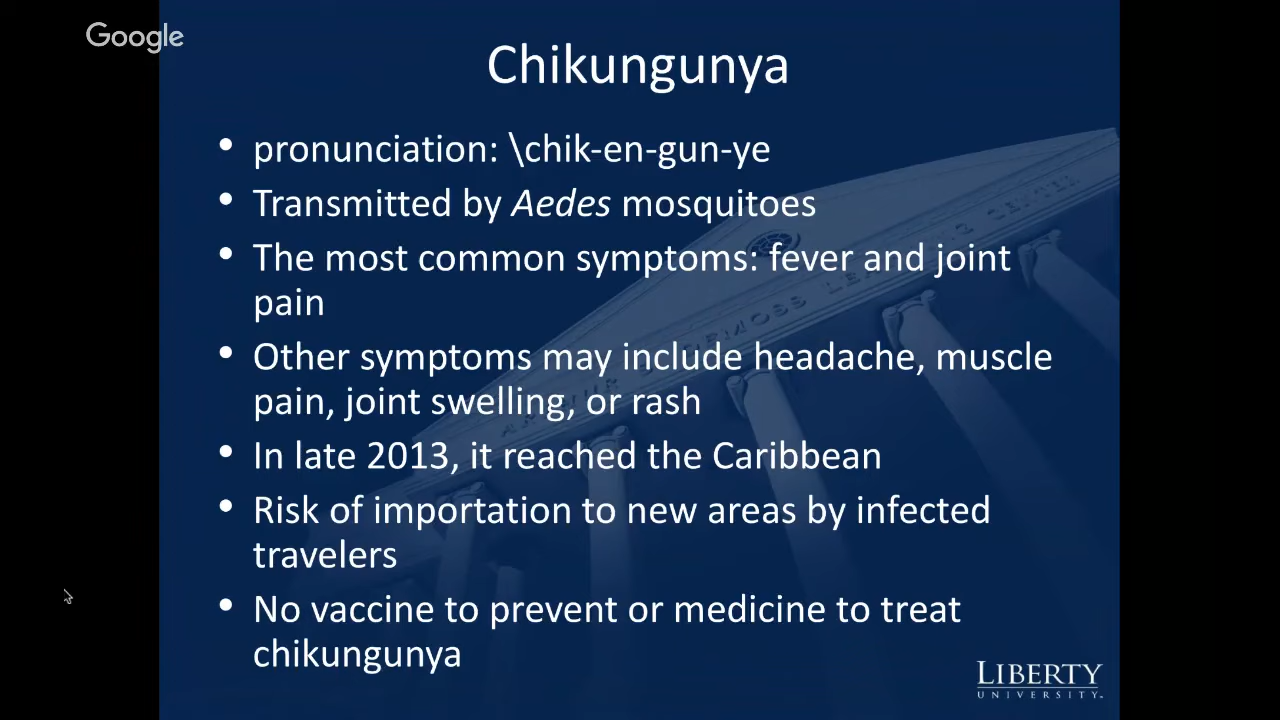 Google
Chikungunya
• pronunciation: \chik-en-gun-ye
• Transmitted by Aedes mosquitoes
• The most common symptoms: fever and joint
pain
• Other symptoms may include headache, muscle
pain, joint swelling, or rash
• In late 2013, it reached the Caribbean
• Risk of importation to new areas by infected
travelers
• No vaccine to prevent or medicine to treat
chikungunya
LIBERTY
UNIVERSITY.